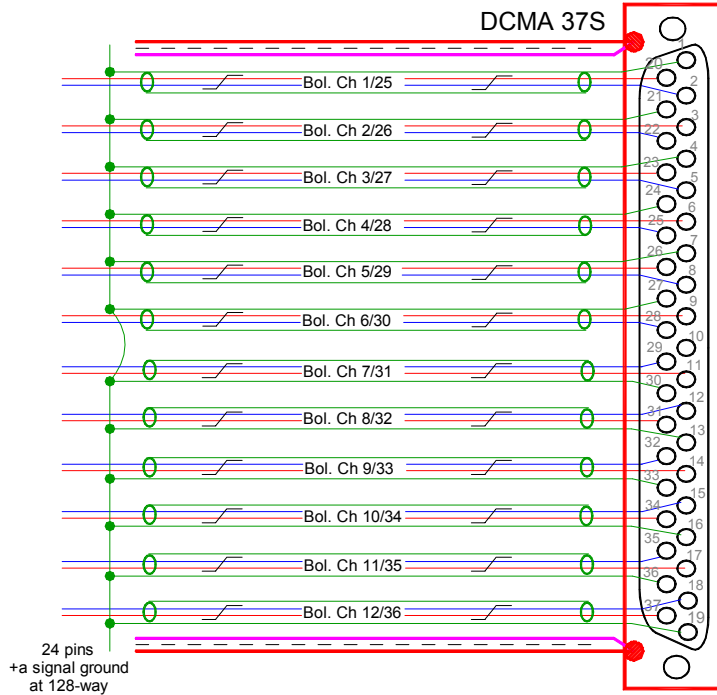 DCMA 37S
1
20
2
Bol. Ch 1/25
21
3
Bol. Ch 2/26
22
4
23
Bol. Ch 3/27
5
24
6
Bol. Ch 4/28
25
7
26
Bol. Ch 5/29
8
27
9
Bol. Ch 6/30
28
10
29
Bol. Ch 7/31
11
30
12
Bol. Ch 8/32
31
13
32
Bol. Ch 9/33
14
33
15
34
Bol. Ch 10/34
16
35
Bol. Ch 11/35
17
36
18
Bol. Ch 12/36
37
19
24 pins
+a signal ground
at 128-way